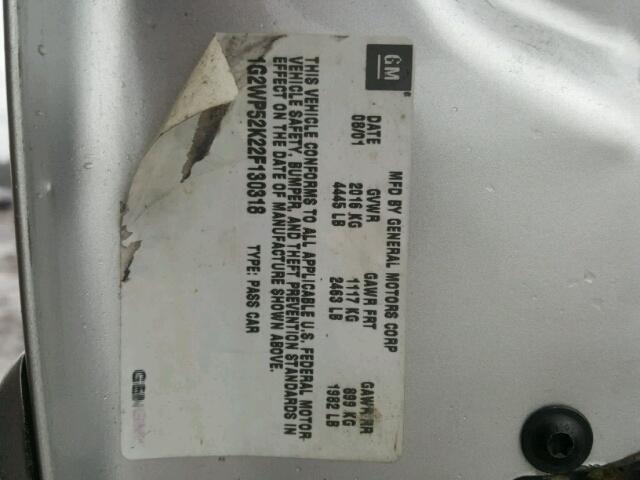 GM
MFD BY GENERAL MOTORS CORP
DATE GVWR GAWR FRT GAWR RR
08/01 2016 KG 1117 KG 899 KG
4445 LB 2463 LB 1982 LB
THIS VEHICLE CONFORMS TO ALL APPLICABLE U.S. FEDERAL MOTOR
VEHICLE SAFETY, BUMPER, AND THEFT PREVENTION STANDARDS IN
EFFECT ON THE DATE OF MANUFACTURE SHOWN ABOVE.
1G2WP52K22F130318 TYPE: PASS CAR